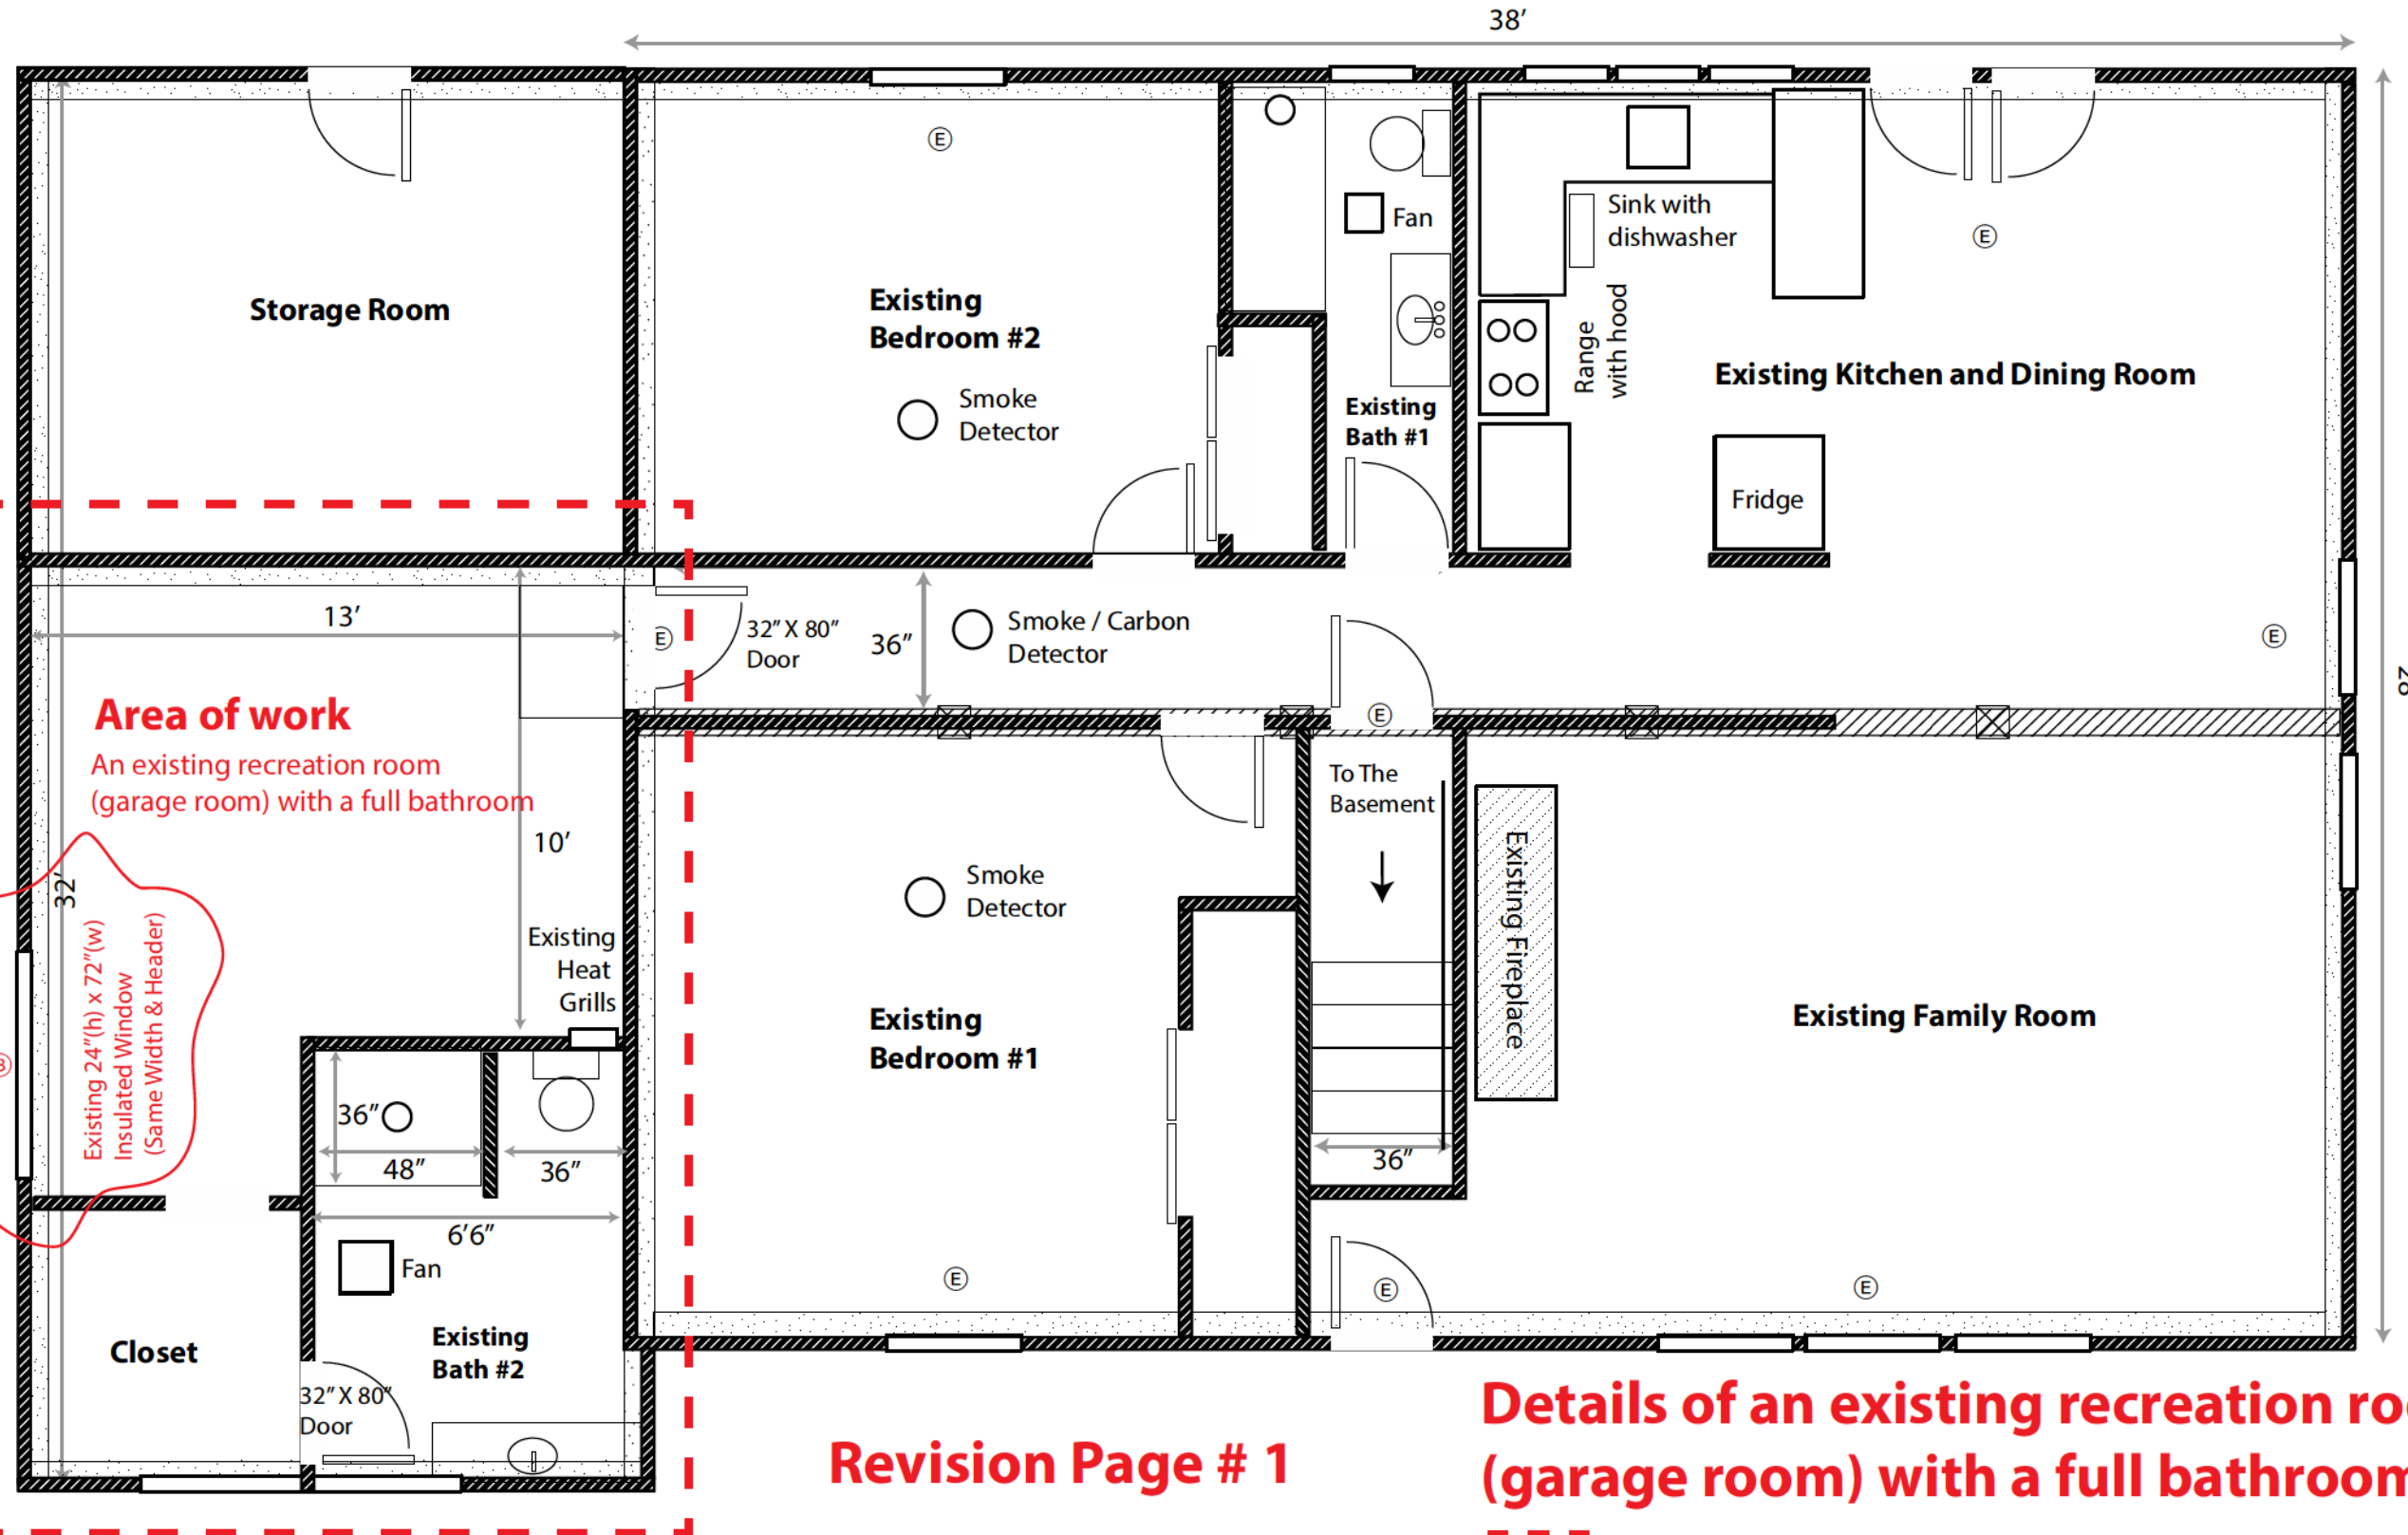 38’
Storage Room
Existing
Bedroom #2
Smoke
Detector
E
Fan
Existing
Bath #1
Sink with
dishwasher
Range
with hood
E
Existing Kitchen and Dining Room
Fridge
28
13’
E
32” X 80”
Door
36”
Smoke / Carbon
Detector
E
E
Area of work
An existing recreation room
(garage room) with a full bathroom
10’
32’
Existing 24”(h) x 72”(w)
Insulated Window
(Same Width & Header)
Existing
Heat
Grills
36”
48”
36”
6’6”
Fan
Closet
Existing
Bath #2
32” X 80”
Door
Smoke
Detector
Existing
Bedroom #1
E
To The
Basement
36”
E
Existing Fireplace
Existing Family Room
E
Revision Page # 1
Details of an existing recreation
(garage room) with a full bathroom